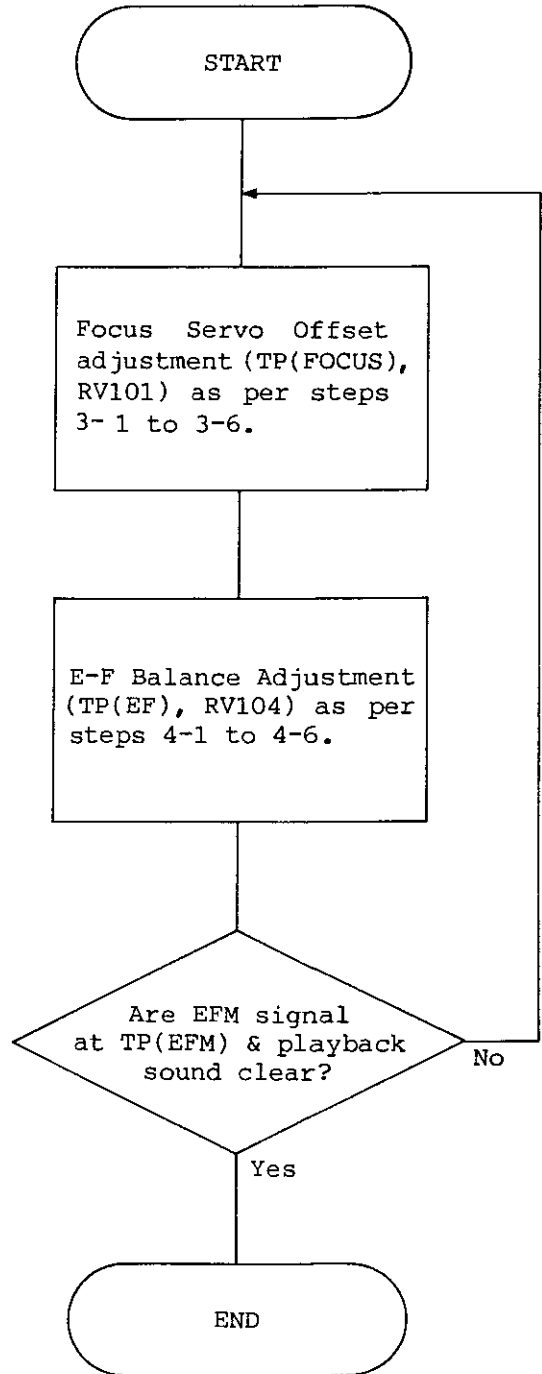 START
Focus Servo Offset
adjustment (TP(FOCUS),
RV101) as per steps
3- 1 to 3-6.
E-F Balance Adjustment
(TP(EF), RV104) as per
steps 4-1 to 4-6.
Are EFM signal
at TP(EFM) & playback
sound clear?
No
Yes
END